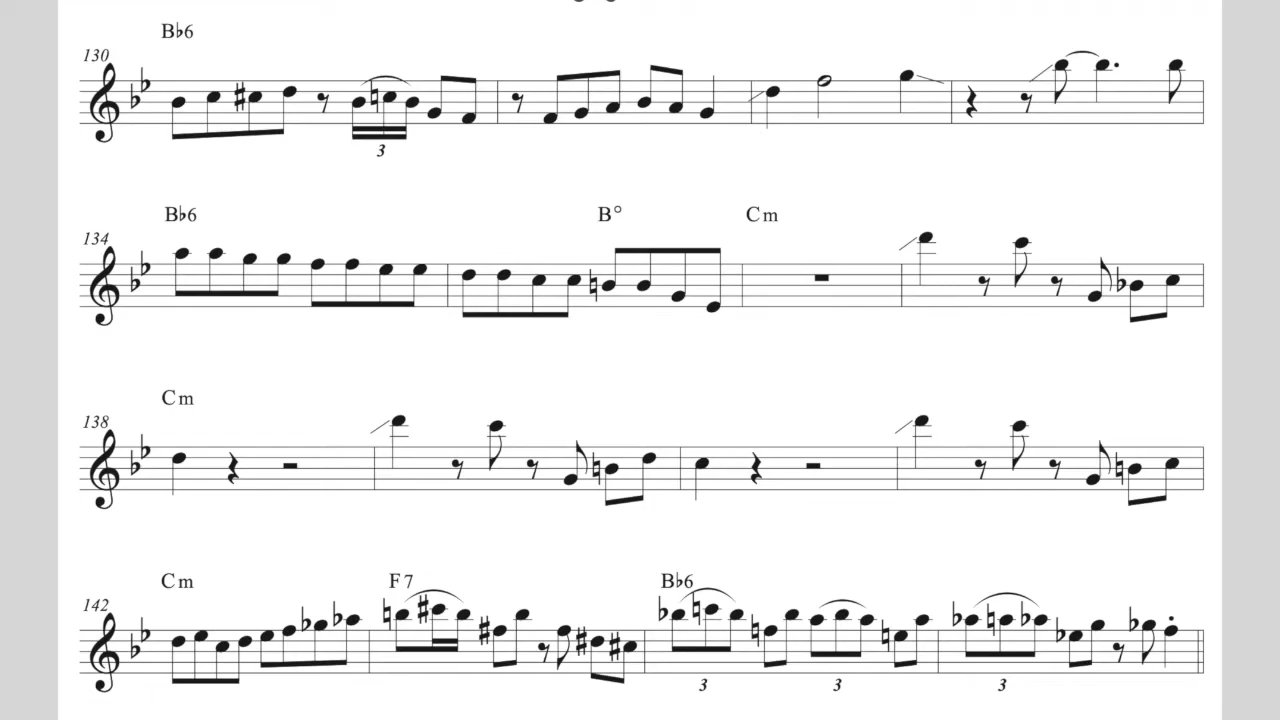 B♭6
130
3
B♭6 B° Cm
134
Cm
138
Cm F7 B♭6
142
3 3 3